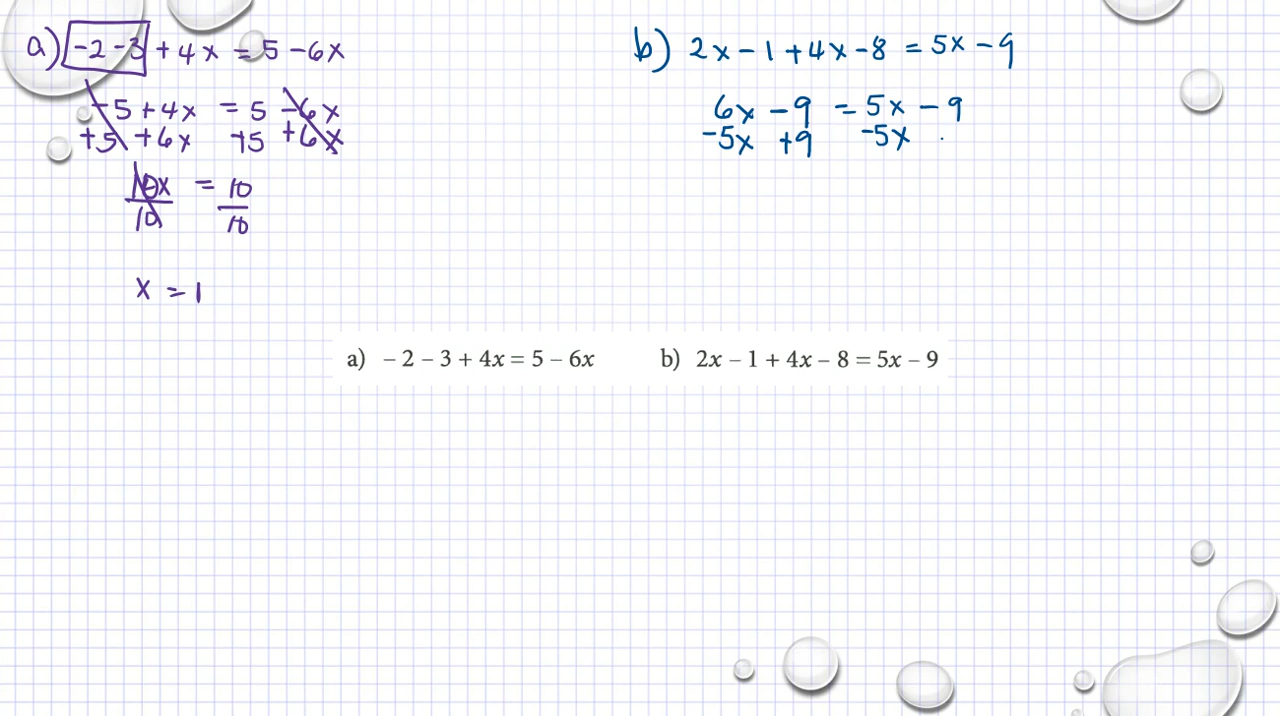 a) -2 -3 + 4x = 5 - 6x
-5 + 4x = 5 - 6x
+5 +6x +5 +6x
10x = 10
10 10
x = 1
b) 2x - 1 + 4x - 8 = 5x - 9
6x - 9 = 5x - 9
-5x +9 -5x
a) – 2 – 3 + 4x = 5 – 6x
b) 2x – 1 + 4x – 8 = 5x – 9